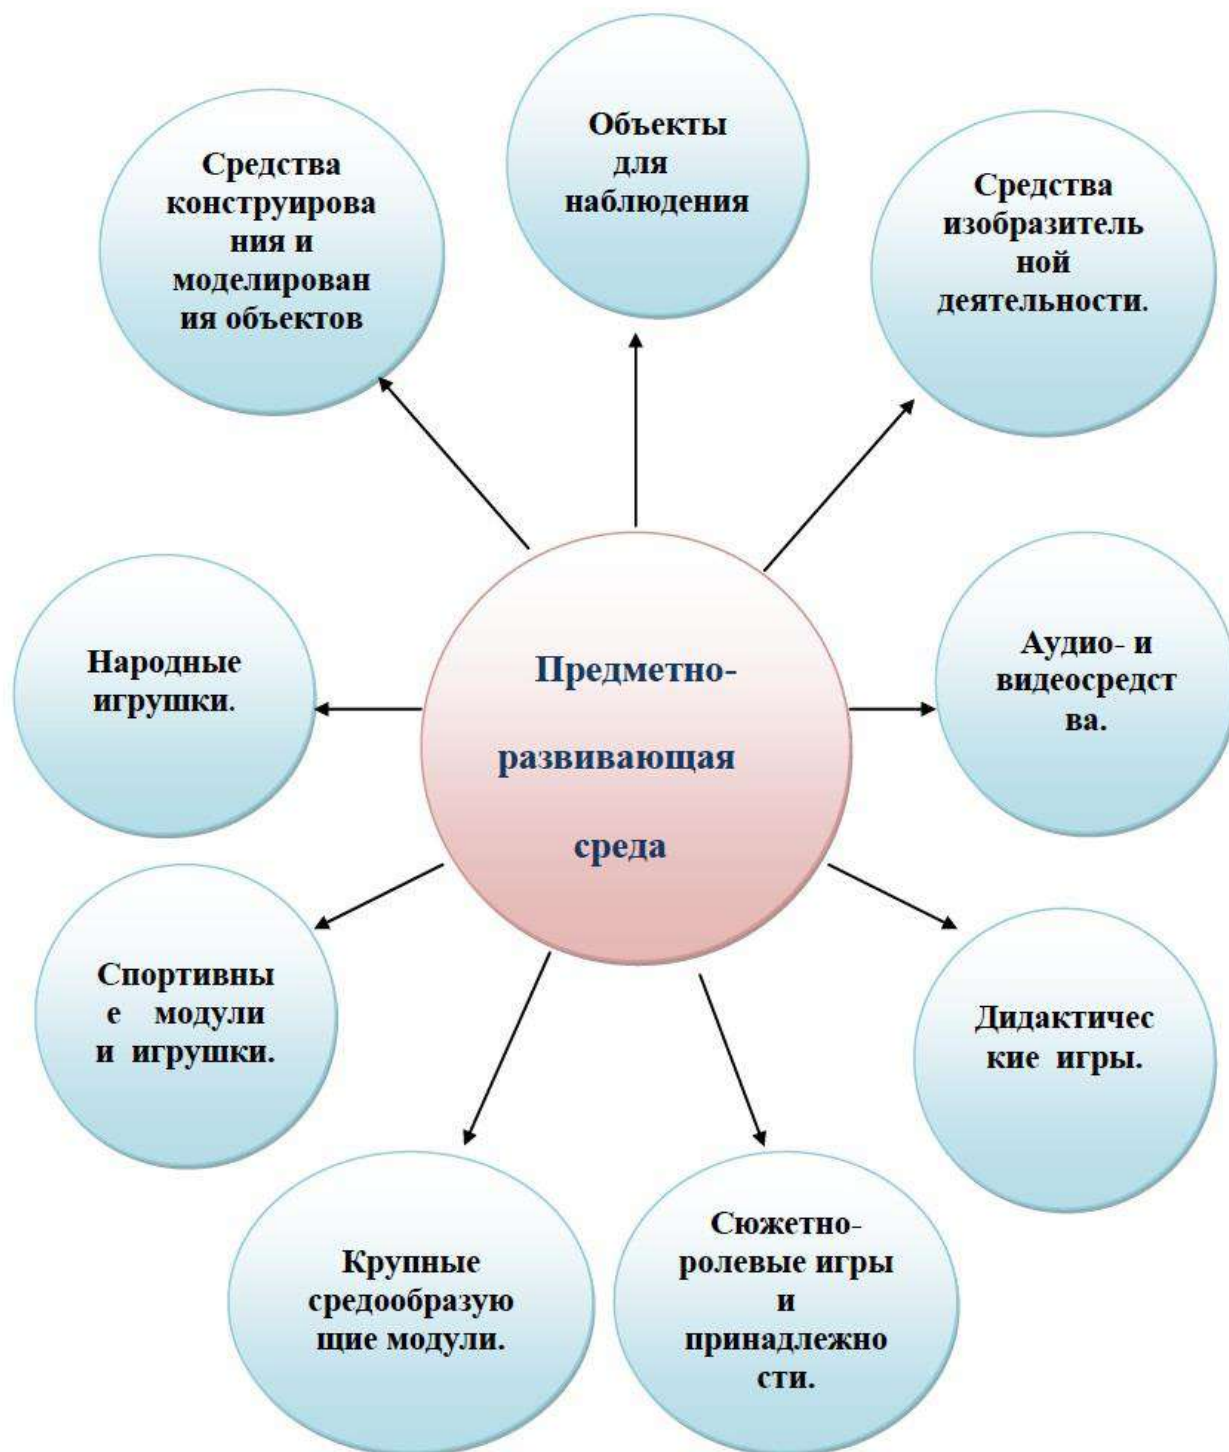 Объекты
для
наблюдения
Средства
конструирова
ния и
моделирован
ия объектов
Средства
изобразитель
ной
деятельности.
Народные
игрушки.
Предметно-
развивающая
среда
Аудио- и
видеосредст
ва.
Спортивны
е модули
и игрушки.
Дидактичес
кие игры.
Крупные
средообразую
щие модули.
Сюжетно-
ролевые игры
и
принадлежно
сти.